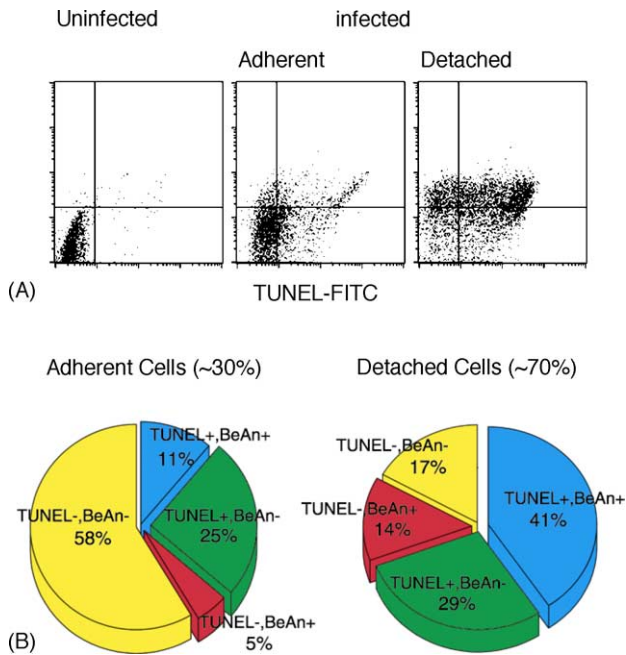 Uninfected
infected
Adherent
Detached
(A)
TUNEL-FITC
Adherent Cells (~30%)
Detached Cells (~70%)
TUNEL+,BeAn+
11%
TUNEL+,BeAn-
25%
TUNEL-,BeAn-
58%
TUNEL-,BeAn+
5%
TUNEL-,BeAn-
17%
TUNEL+,BeAn+
41%
TUNEL-,BeAn+
14%
TUNEL+,BeAn-
29%
(B)